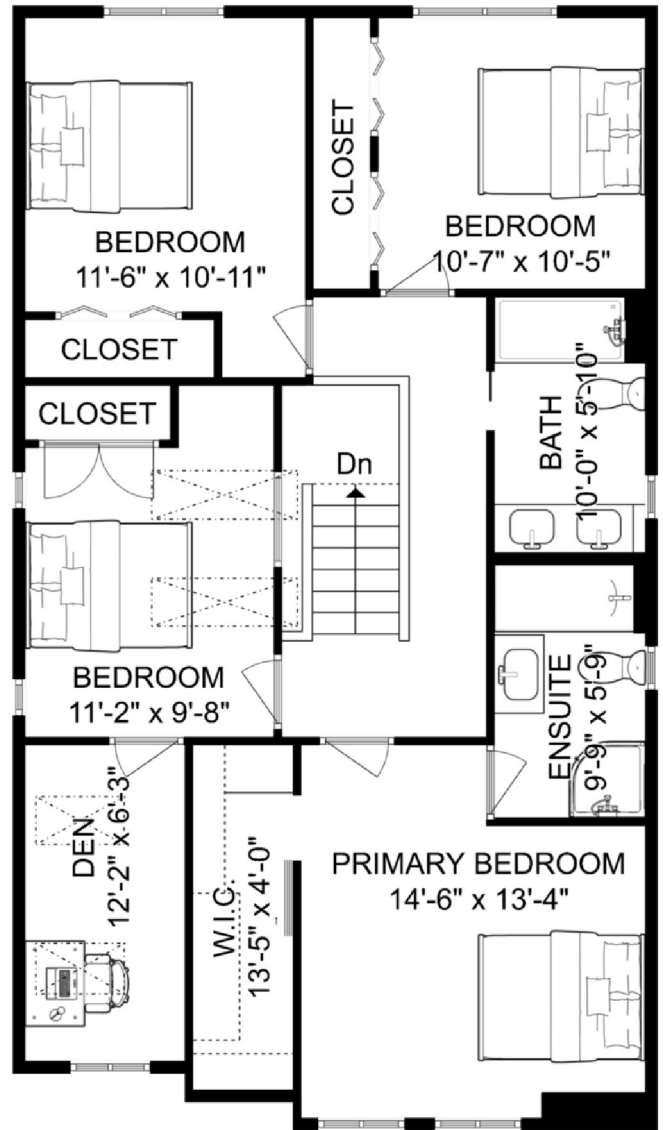 BEDROOM
11'-6" x 10'-11"
CLOSET
CLOSET
BEDROOM
10'-7" x 10'-5"
CLOSET
Dn
BATH
10'-0" x 5'-10"
BEDROOM
11'-2" x 9'-8"
ENSUITE
9'-9" x 5'-9"
DEN
12'-2" x 6'-3"
W.I.C.
13'-5" x 4'-0"
PRIMARY BEDROOM
14'-6" x 13'-4"